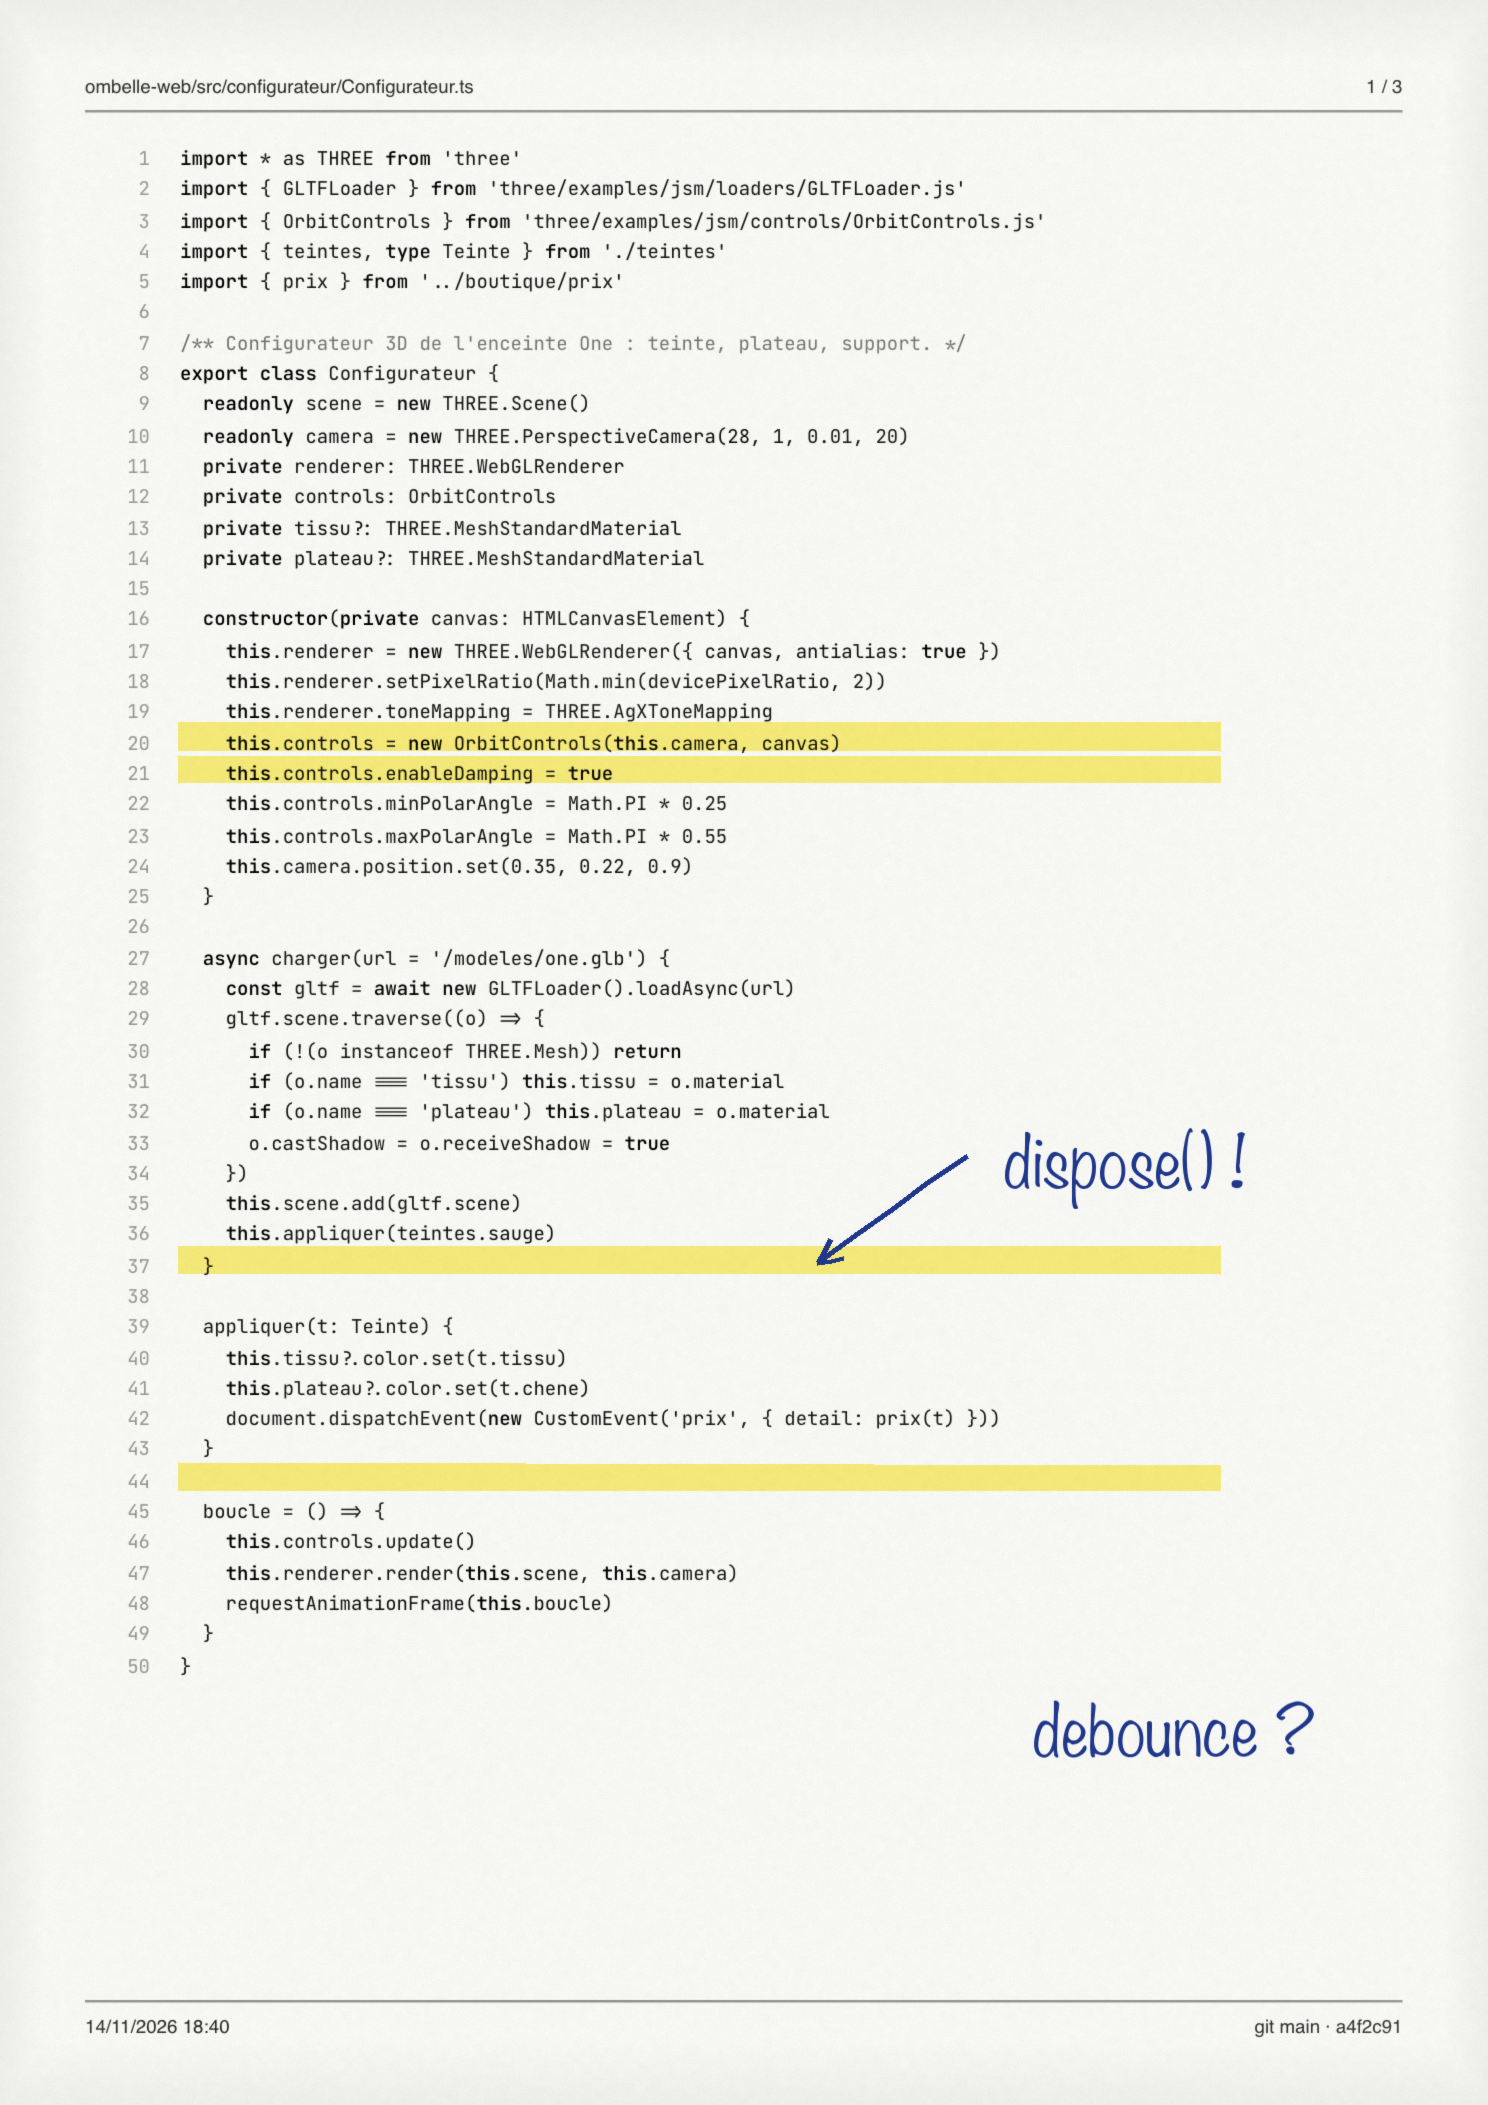 ombelle-web/src/configurateur/Configurateur.ts 1 / 3
1 import * as THREE from 'three'
2 import { GLTFLoader } from 'three/examples/jsm/loaders/GLTFLoader.js'
3 import { OrbitControls } from 'three/examples/jsm/controls/OrbitControls.js'
4 import { teintes, type Teinte } from './teintes'
5 import { prix } from '../boutique/prix'
6
7 /** Configurateur 3D de l'enceinte One : teinte, plateau, support. */
8 export class Configurateur {
9   readonly scene = new THREE.Scene()
10   readonly camera = new THREE.PerspectiveCamera(28, 1, 0.01, 20)
11   private renderer: THREE.WebGLRenderer
12   private controls: OrbitControls
13   private tissu?: THREE.MeshStandardMaterial
14   private plateau?: THREE.MeshStandardMaterial
15
16   constructor(private canvas: HTMLCanvasElement) {
17     this.renderer = new THREE.WebGLRenderer({ canvas, antialias: true })
18     this.renderer.setPixelRatio(Math.min(devicePixelRatio, 2))
19     this.renderer.toneMapping = THREE.AgXToneMapping
20     this.controls = new OrbitControls(this.camera, canvas)
21     this.controls.enableDamping = true
22     this.controls.minPolarAngle = Math.PI * 0.25
23     this.controls.maxPolarAngle = Math.PI * 0.55
24     this.camera.position.set(0.35, 0.22, 0.9)
25   }
26
27   async charger(url = '/modeles/one.glb') {
28     const gltf = await new GLTFLoader().loadAsync(url)
29     gltf.scene.traverse((o) => {
30       if (!(o instanceof THREE.Mesh)) return
31       if (o.name === 'tissu') this.tissu = o.material
32       if (o.name === 'plateau') this.plateau = o.material
33       o.castShadow = o.receiveShadow = true
34     })
dispose() !
35     this.scene.add(gltf.scene)
36     this.appliquer(teintes.sauge)
37   }
38
39   appliquer(t: Teinte) {
40     this.tissu?.color.set(t.tissu)
41     this.plateau?.color.set(t.chene)
42     document.dispatchEvent(new CustomEvent('prix', { detail: prix(t) }))
43   }
44
45   boucle = () => {
46     this.controls.update()
47     this.renderer.render(this.scene, this.camera)
48     requestAnimationFrame(this.boucle)
49   }
50 }
debounce ?
14/11/2026 18:40 git main · a4f2c91